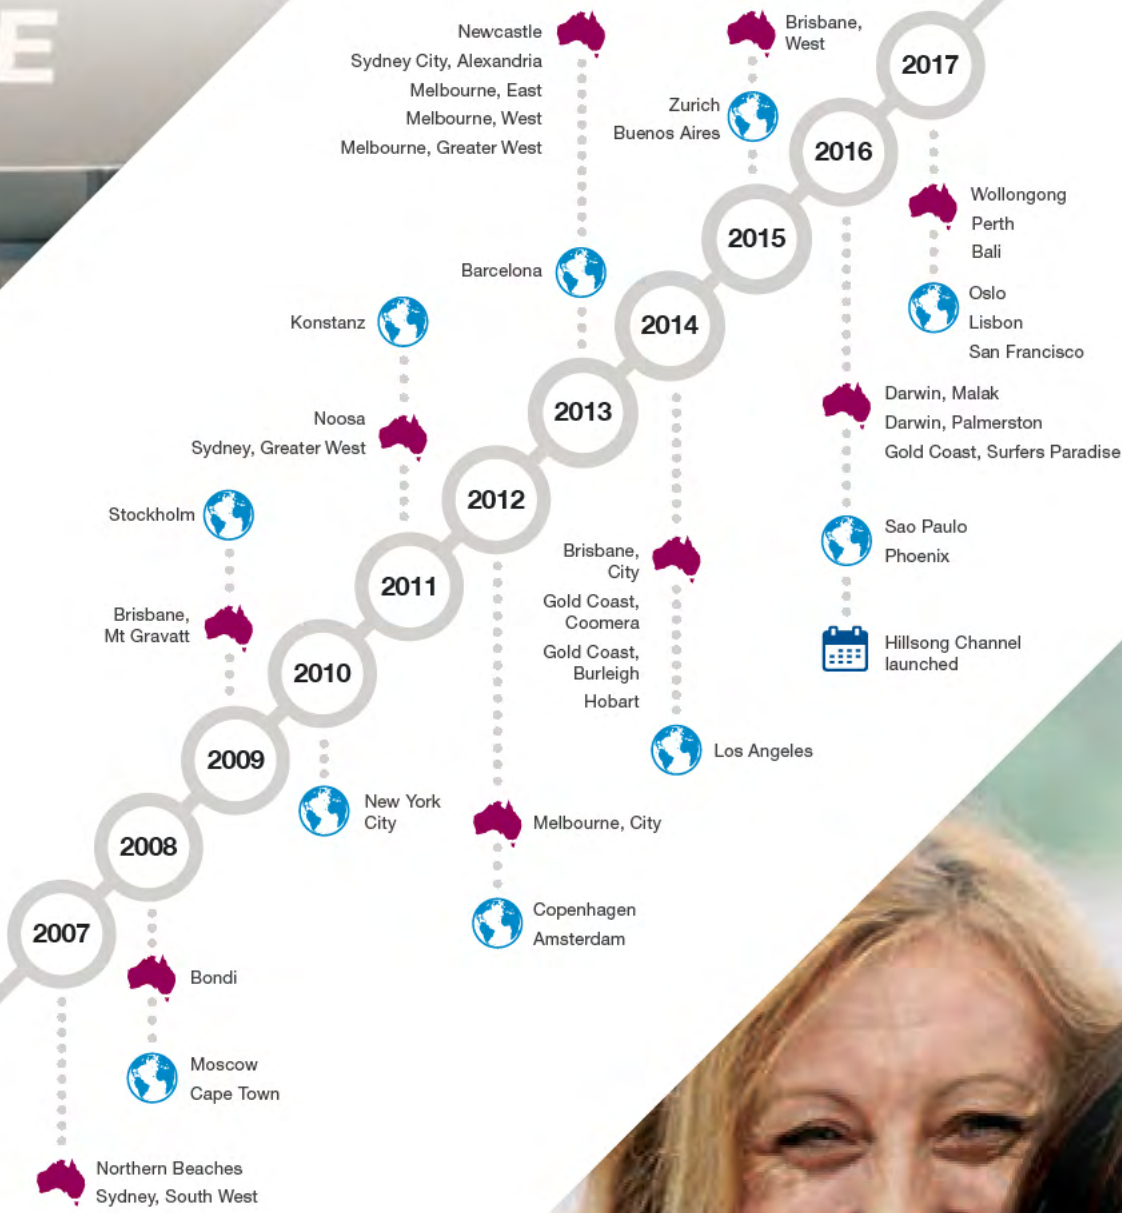 E
Newcastle
Sydney City, Alexandria
Melbourne, East
Melbourne, West
Melbourne, Greater West
Barcelona
Brisbane,
West
Zurich
Buenos Aires
2017
2016
2015
2014
2013
2012
2011
2010
2009
2008
2007
Wollongong
Perth
Bali
Oslo
Lisbon
San Francisco
Konstanz
Noosa
Sydney, Greater West
Darwin, Malak
Darwin, Palmerston
Gold Coast, Surfers Paradise
Sao Paulo
Phoenix
Hillsong Channel
launched
Stockholm
Brisbane,
Mt Gravatt
Brisbane,
City
Gold Coast,
Coomera
Gold Coast,
Burleigh
Hobart
Los Angeles
New York
City
Melbourne, City
Copenhagen
Amsterdam
Bondi
Moscow
Cape Town
Northern Beaches
Sydney, South West